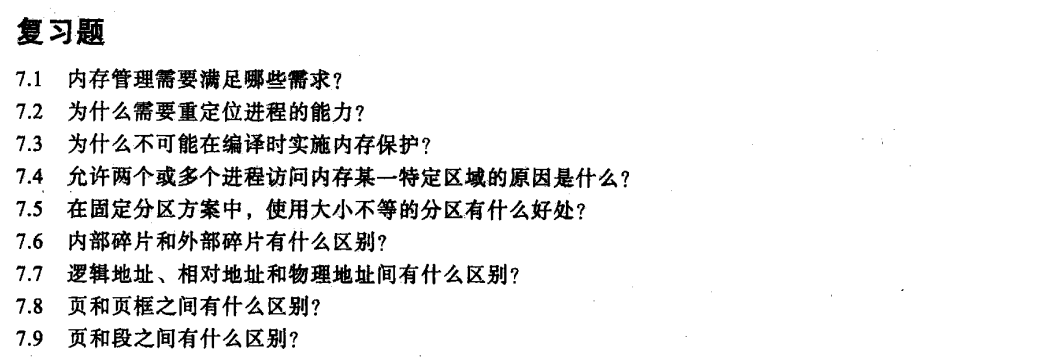 复习题
7.1 内存管理需要满足哪些需求?
7.2 为什么需要重定位进程的能力?
7.3 为什么不可能在编译时实施内存保护?
7.4 允许两个或多个进程访问内存某一特定区域的原因是什么?
7.5 在固定分区方案中，使用大小不等的分区有什么好处?
7.6 内部碎片和外部碎片有什么区别?
7.7 逻辑地址、相对地址和物理地址间有什么区别?
7.8 页和页框之间有什么区别?
7.9 页和段之间有什么区别?